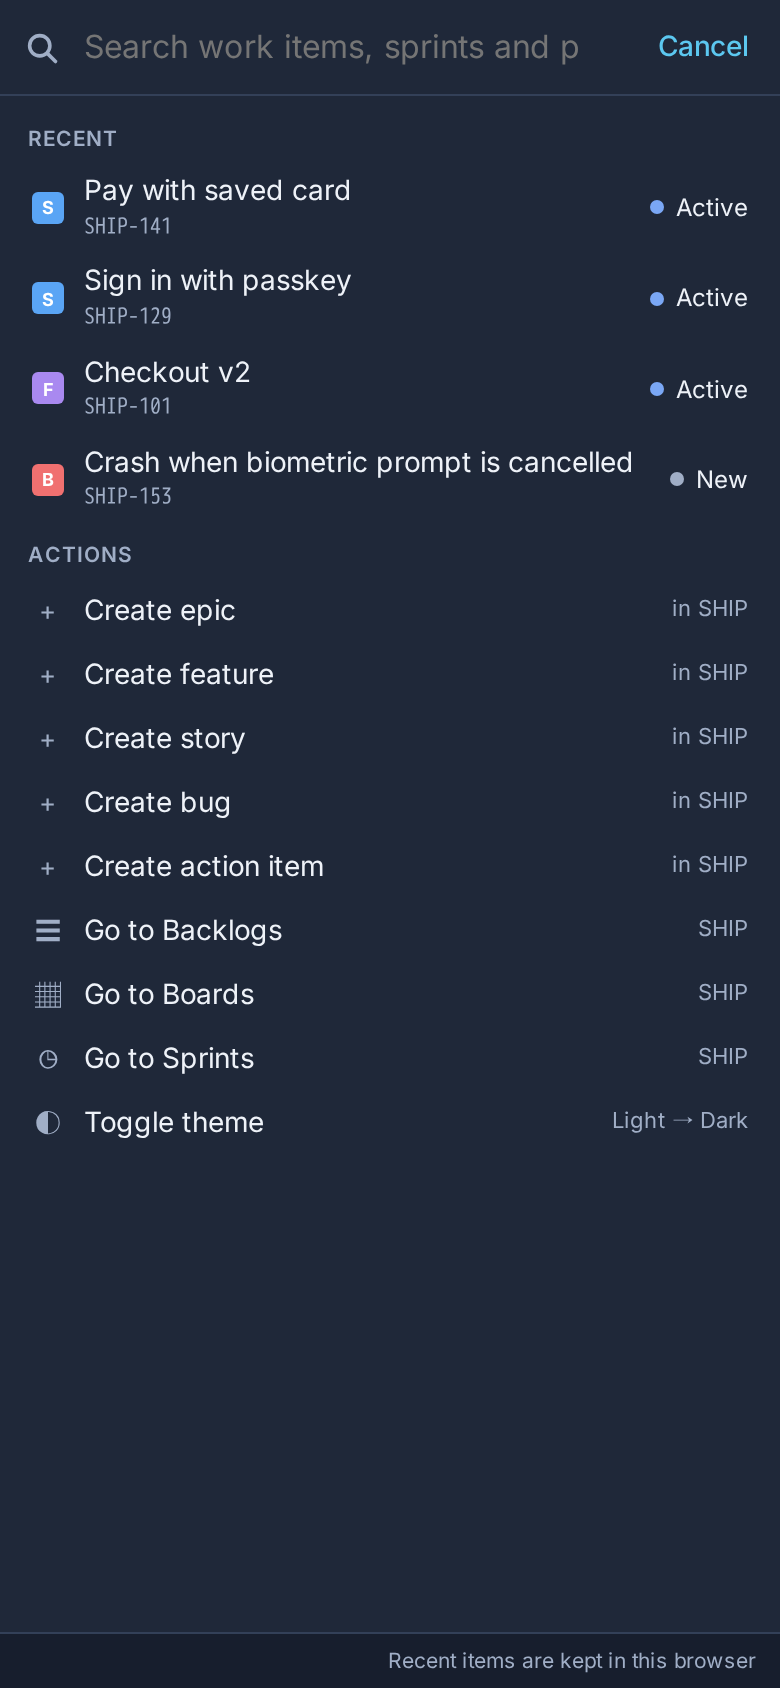 Search work items, sprints and p
Cancel
RECENT
S Pay with saved card
SHIP-141
Active
S Sign in with passkey
SHIP-129
Active
F Checkout v2
SHIP-101
Active
B Crash when biometric prompt is cancelled
SHIP-153
New
ACTIONS
+ Create epic in SHIP
+ Create feature in SHIP
+ Create story in SHIP
+ Create bug in SHIP
+ Create action item in SHIP
Go to Backlogs SHIP
Go to Boards SHIP
Go to Sprints SHIP
Toggle theme Light → Dark
Recent items are kept in this browser